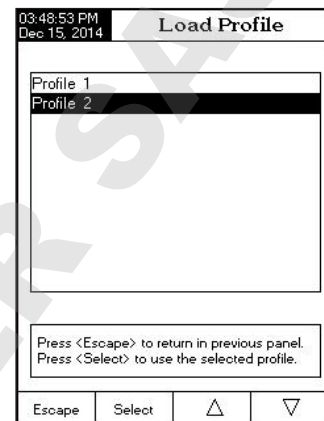 03:48:53 PM
Dec 15, 2014
Load Profile
Profile 1
Profile 2
Press <Escape> to return in previous panel.
Press <Select> to use the selected profile.
Escape Select △ ▽